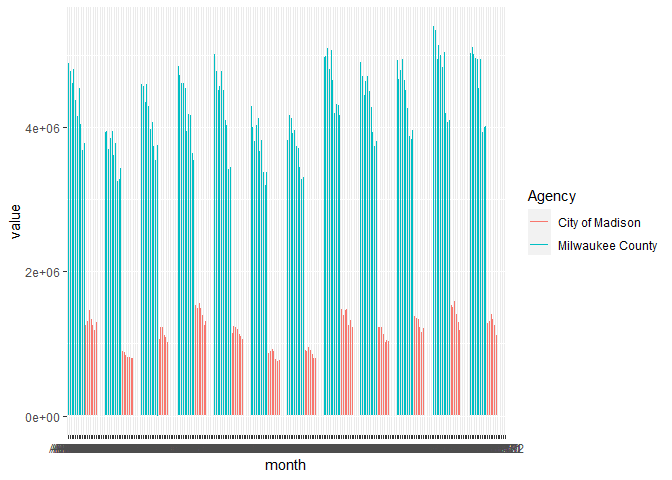 value
4e+06
2e+06
0e+00
month
Agency
City of Madison
Milwaukee County